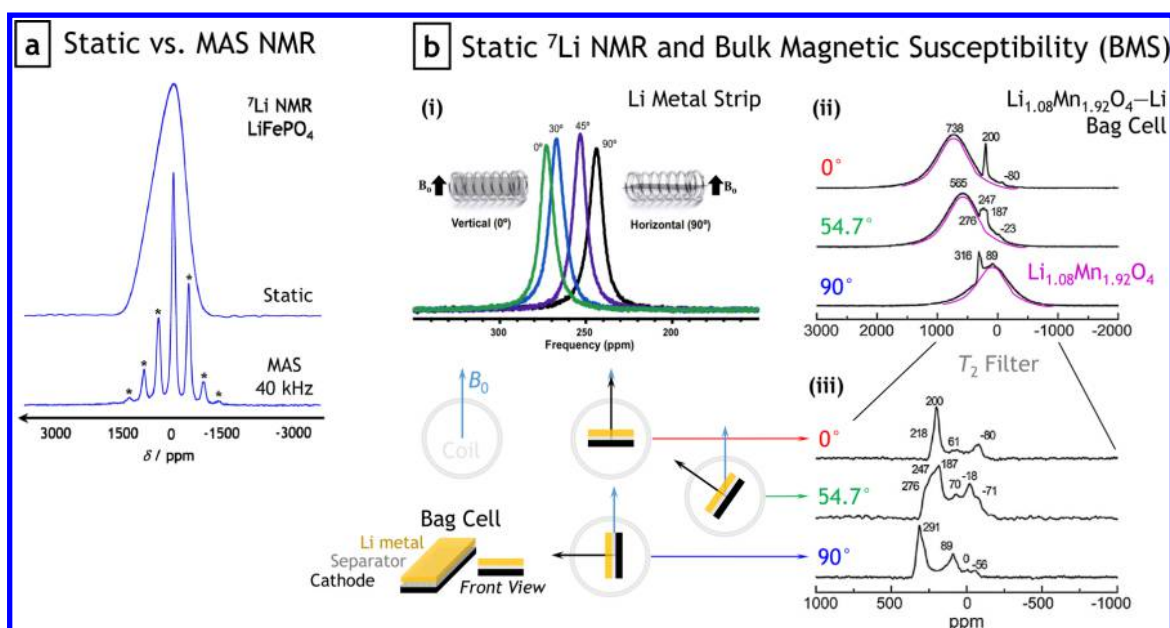 a Static vs. MAS NMR
⁷Li NMR
LiFePO₄
Static
MAS
40 kHz
* * * * * * *
3000 1500 0 -1500 -3000
δ / ppm
b Static ⁷Li NMR and Bulk Magnetic Susceptibility (BMS)
(i)
Li Metal Strip
0° 30° 45° 90°
B₀
Vertical (0°)
B₀
Horizontal (90°)
300 250 200
Frequency (ppm)
(ii)
Li₁.₀₈Mn₁.₉₂O₄—Li
Bag Cell
0°
738 200 -80
54.7°
565 276 247 187 -23
90°
316 89
Li₁.₀₈Mn₁.₉₂O₄
3000 2000 1000 0 -1000 -2000
T₂ Filter
(iii)
0°
218 200 61 -80
54.7°
276 247 187 70 -18 -71
90°
291 89 0 -56
1000 500 0 -500 -1000
ppm
B₀
Coil
Bag Cell
Li metal
Separator
Cathode
Front View